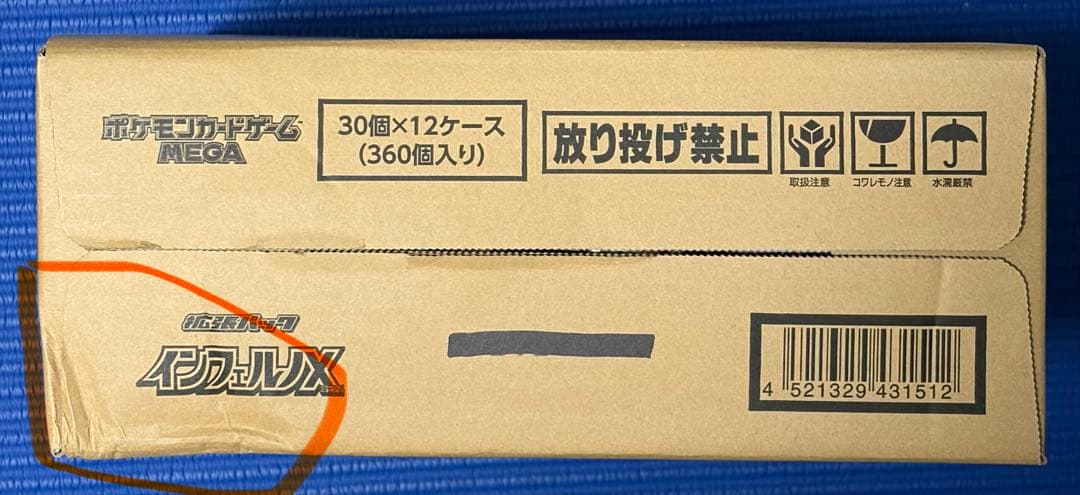 ポケモンカードゲーム
MEGA
30個×12ケース
(360個入り)
放り投げ禁止
取扱注意
コワレモノ注意
水濡厳禁
拡張パック
インフェルノX
4 521329 431512